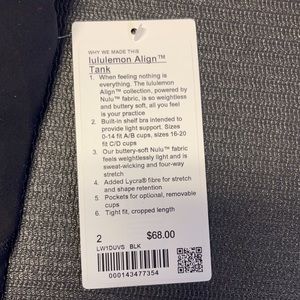 WHY WE MADE THIS
lululemon Align™
Tank
1. When feeling nothing is
everything. The lululemon
Align™ collection, powered by
Nulu™ fabric, is so weightless
and buttery soft, all you feel
is your practice
2. Built-in shelf bra intended to
provide light support. Sizes
0-14 fit A/B cups, sizes 16-20
fit C/D cups
3. Our buttery-soft Nulu™ fabric
feels weightlessly light and is
sweat-wicking and four-way
stretch
4. Added Lycra® fibre for stretch
and shape retention
5. Pockets for optional, removable
cups
6. Tight fit, cropped length
2 $68.00
LW1DUVS BLK
000143477354